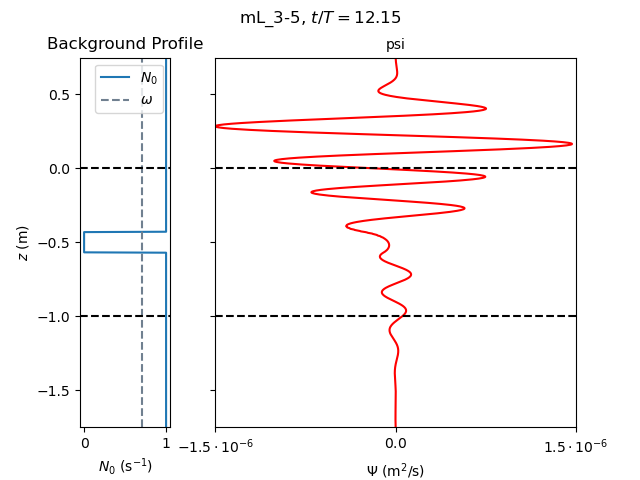 mL_3-5, t/T = 12.15
Background Profile
psi
N₀
ω
0.5
0.0
−0.5
−1.0
−1.5
z (m)
0
1
N₀ (s⁻¹)
−1.5 · 10⁻⁶
0.0
1.5 · 10⁻⁶
Ψ (m²/s)